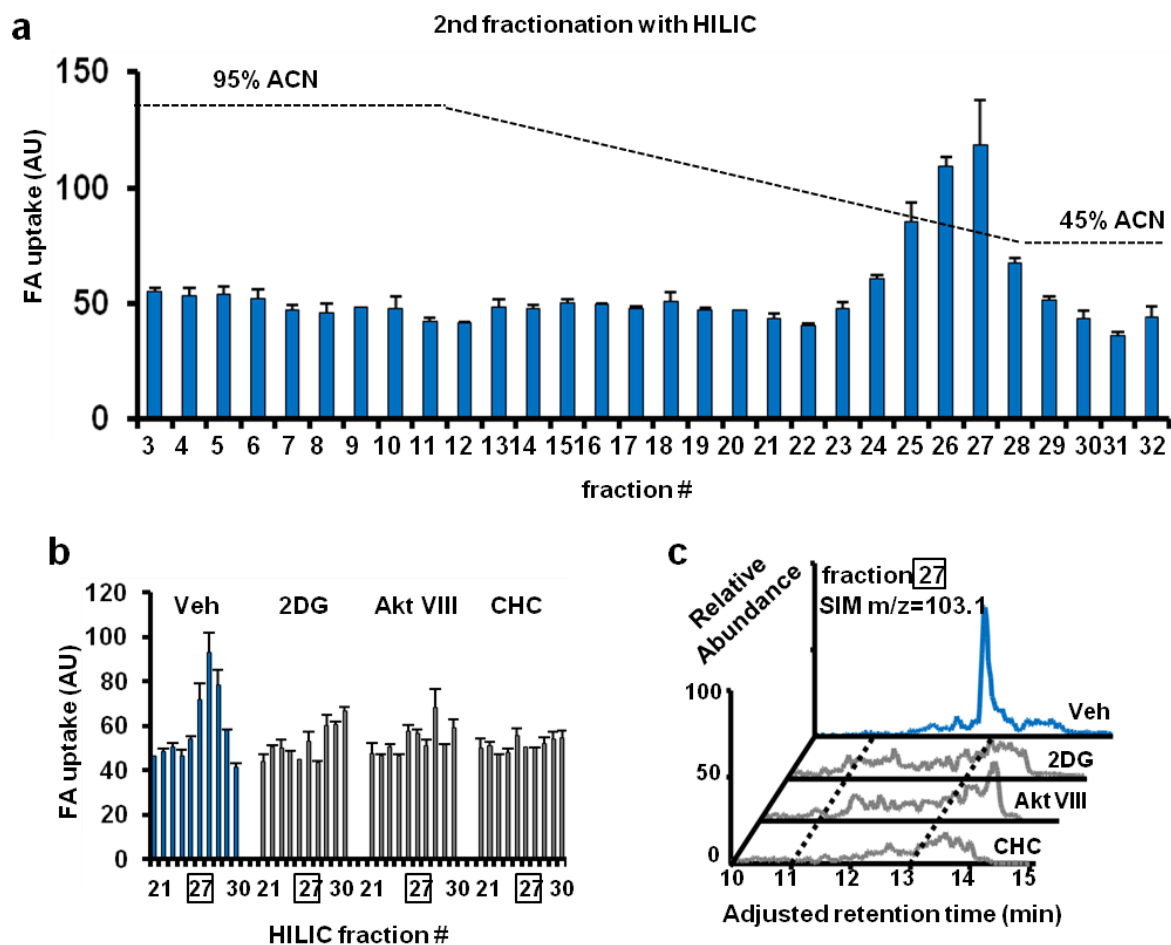 a
2nd fractionation with HILIC
95% ACN
45% ACN
FA uptake (AU)
150
100
50
0
3 4 5 6 7 8 9 10 11 12 13 14 15 16 17 18 19 20 21 22 23 24 25 26 27 28 29 30 31 32
fraction #
b
Veh 2DG Akt VIII CHC
FA uptake (AU)
120
100
80
60
40
20
0
21 27 30 21 27 30 21 27 30 21 27 30
HILIC fraction #
c
fraction 27
SIM m/z=103.1
Relative
Abundance
100
50
0
Veh
2DG
Akt VIII
CHC
10 11 12 13 14 15
Adjusted retention time (min)